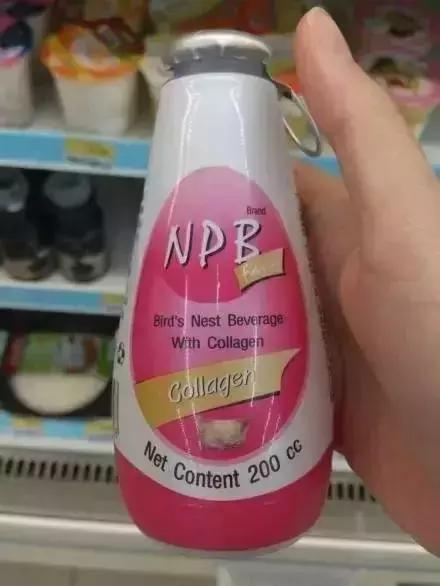 Brand
NPB
Bird's Nest Beverage
With Collagen
Collagen
Net Content 200 cc